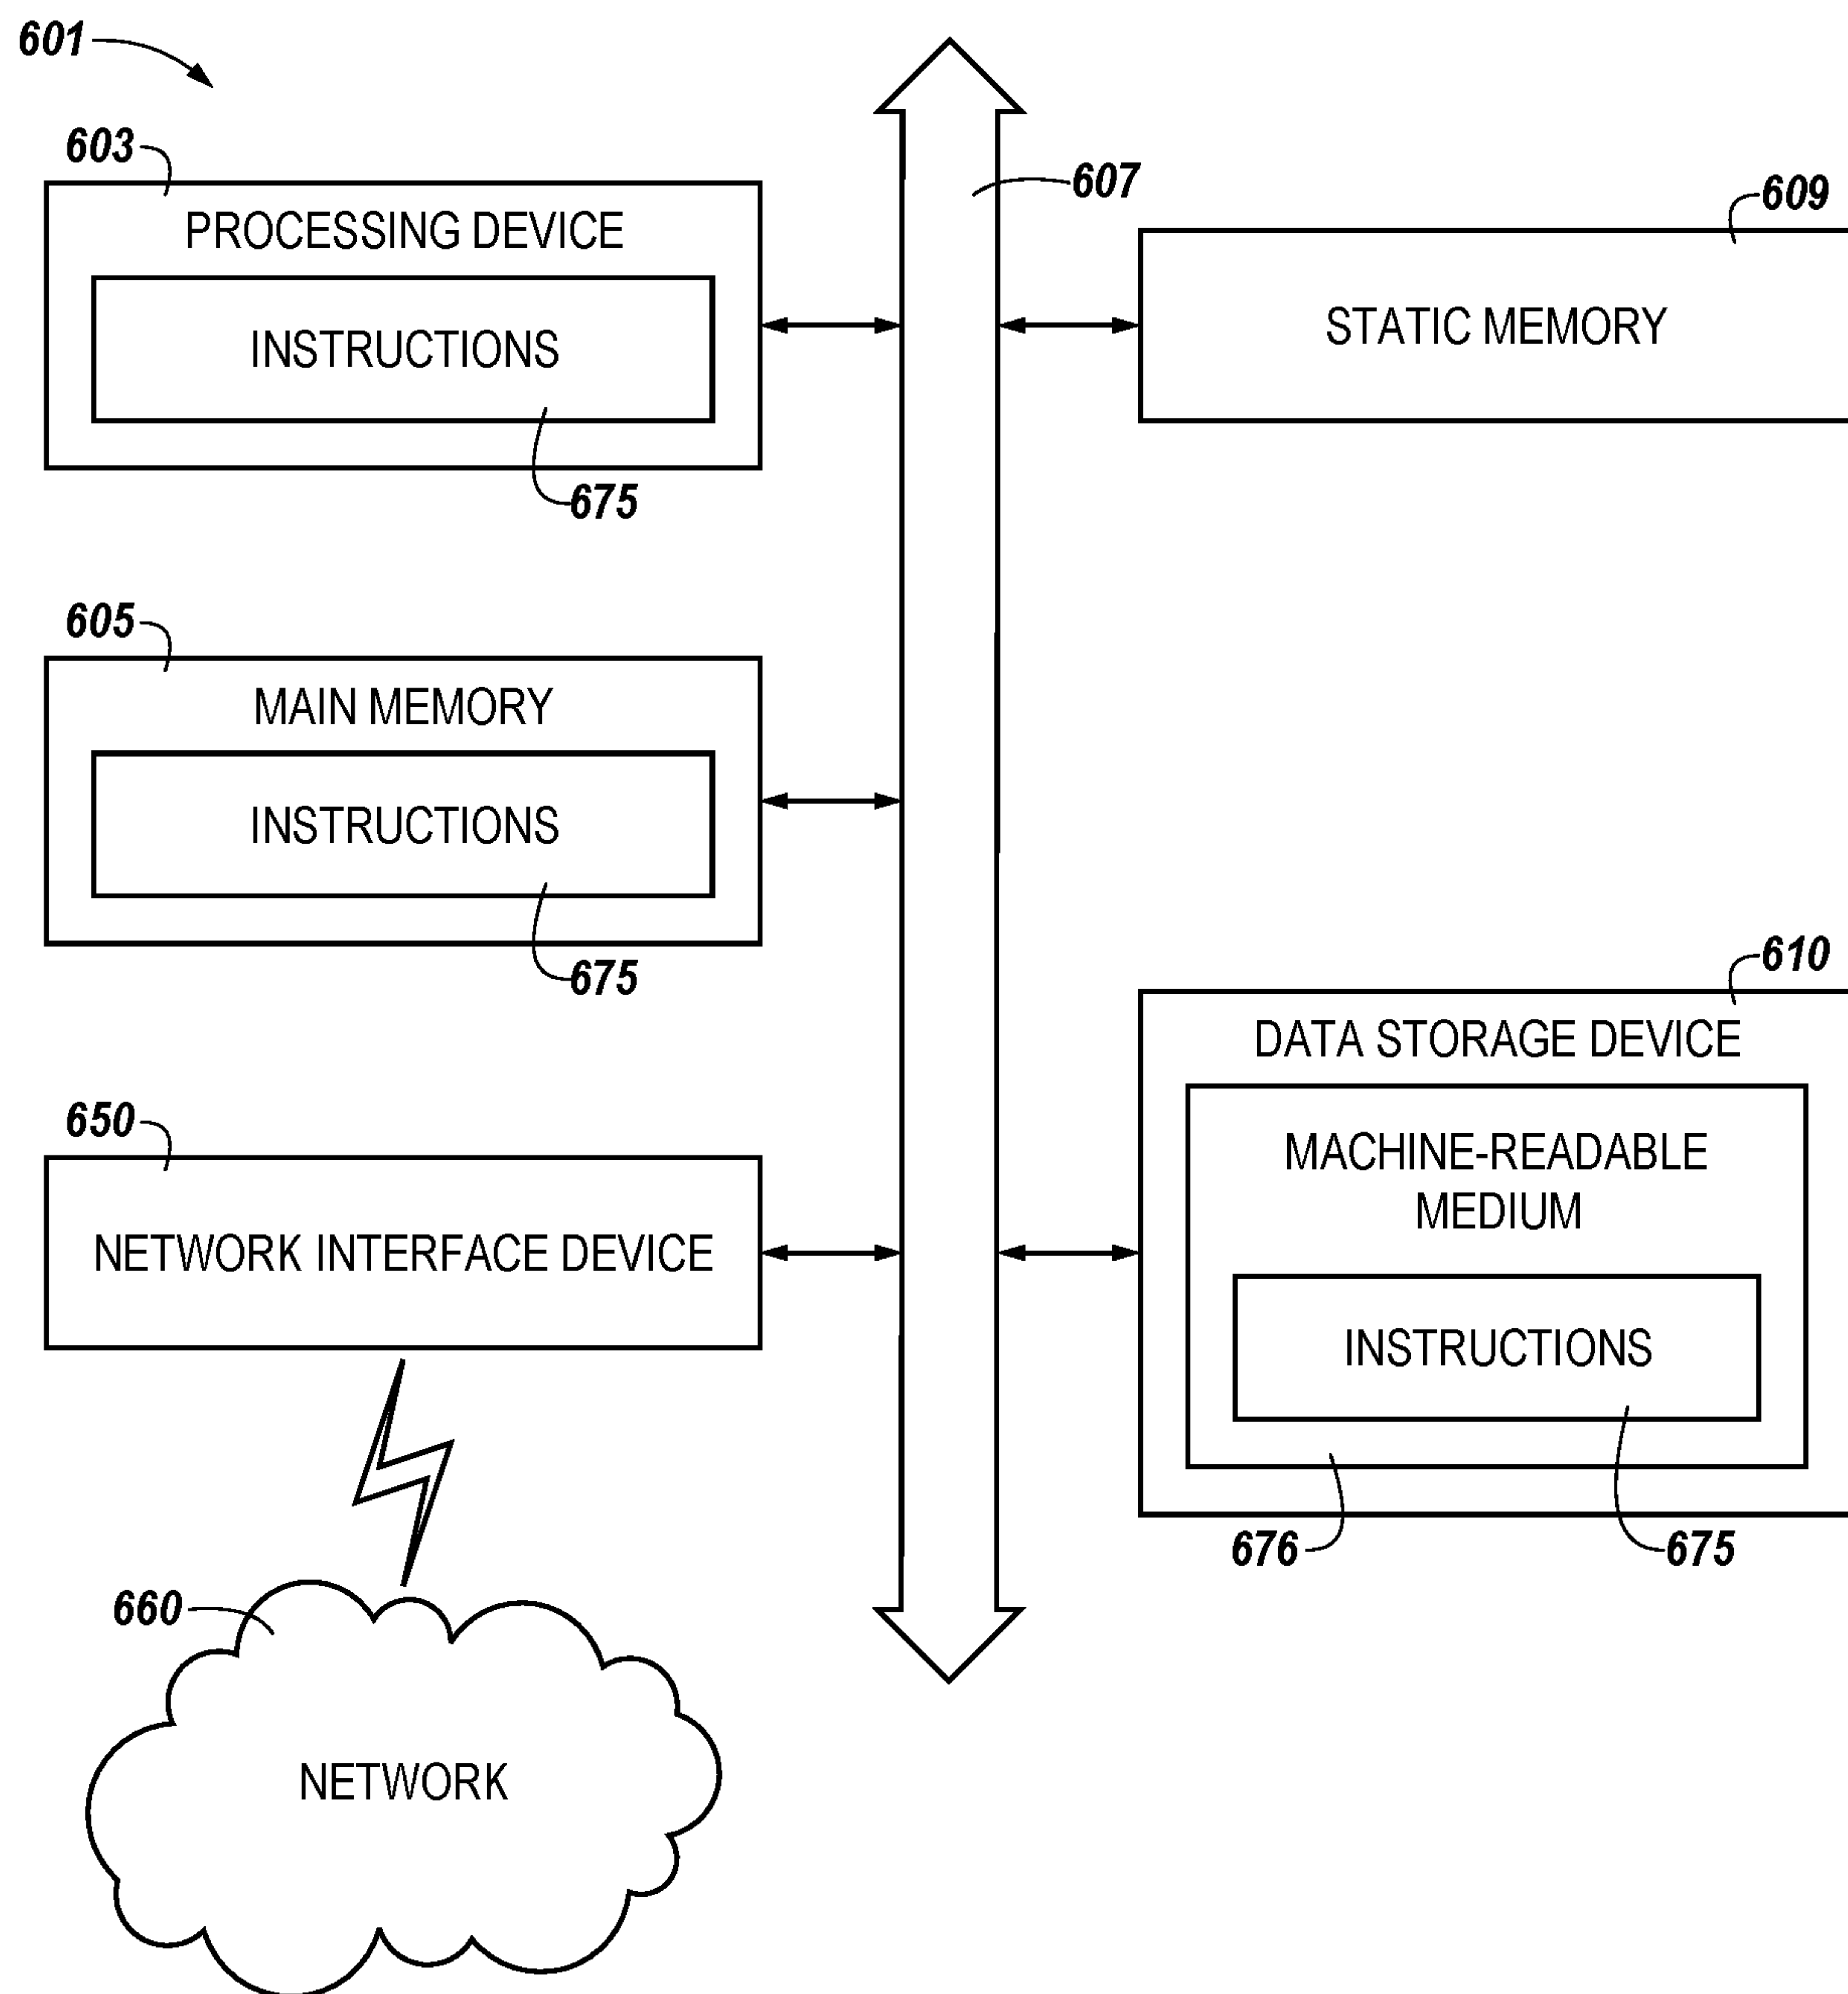 601
603
PROCESSING DEVICE
INSTRUCTIONS
675
607
609
STATIC MEMORY
605
MAIN MEMORY
INSTRUCTIONS
675
610
DATA STORAGE DEVICE
MACHINE-READABLE
MEDIUM
INSTRUCTIONS
676
675
650
NETWORK INTERFACE DEVICE
660
NETWORK